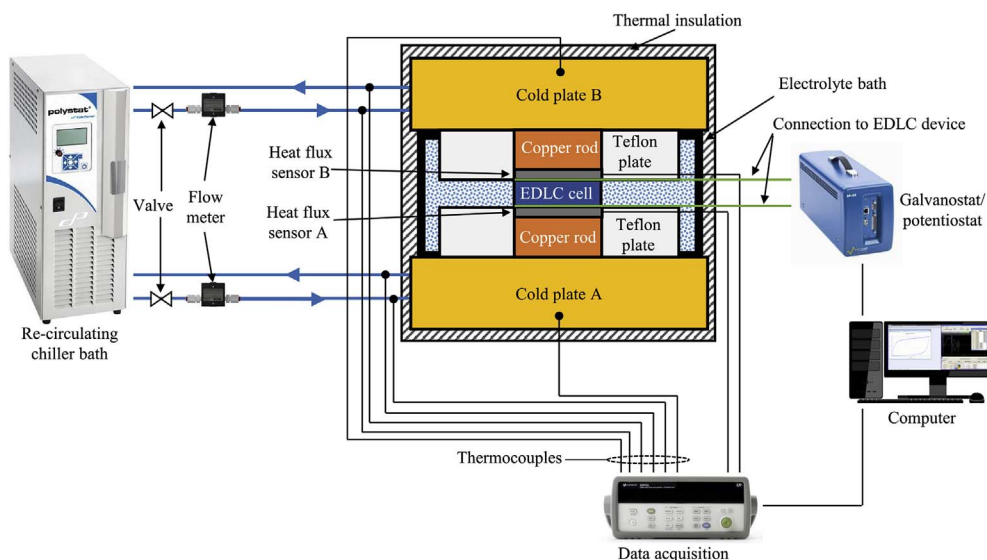 Thermal insulation
polystat
Cold plate B
Electrolyte bath
Connection to EDLC device
Copper rod
Teflon
plate
Heat flux
sensor B
EDLC cell
Valve
Flow
meter
Heat flux
sensor A
Galvanostat/
potentiostat
Copper rod
Teflon
plate
Cold plate A
Re-circulating
chiller bath
Computer
Thermocouples
Data acquisition